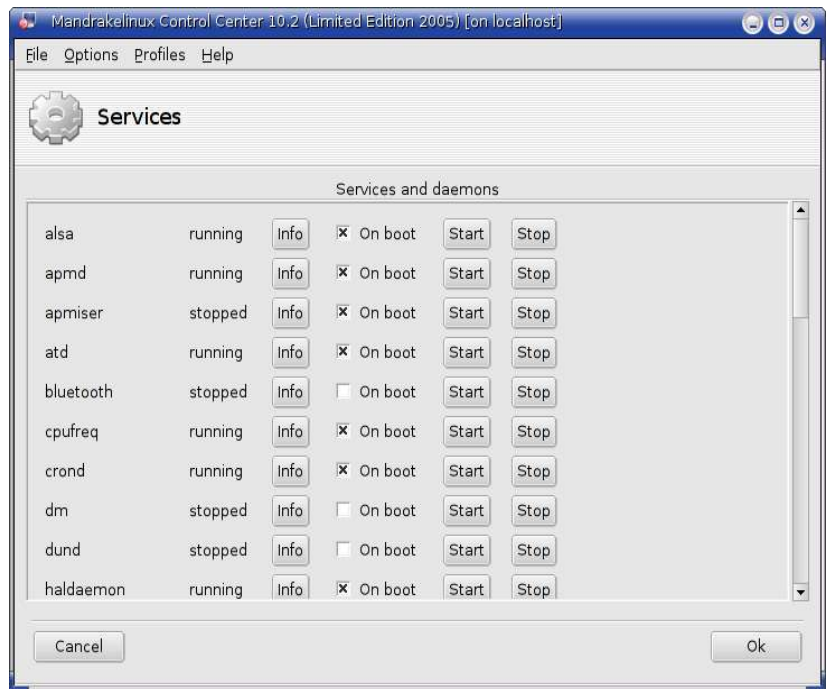 Mandrakelinux Control Center 10.2 (Limited Edition 2005) [on localhost]
File Options Profiles Help
Services
Services and daemons
alsa running Info On boot Start Stop
apmd running Info On boot Start Stop
apmiser stopped Info On boot Start Stop
atd running Info On boot Start Stop
bluetooth stopped Info On boot Start Stop
cpufreq running Info On boot Start Stop
crond running Info On boot Start Stop
dm stopped Info On boot Start Stop
dund stopped Info On boot Start Stop
haldaemon running Info On boot Start Stop
Cancel Ok